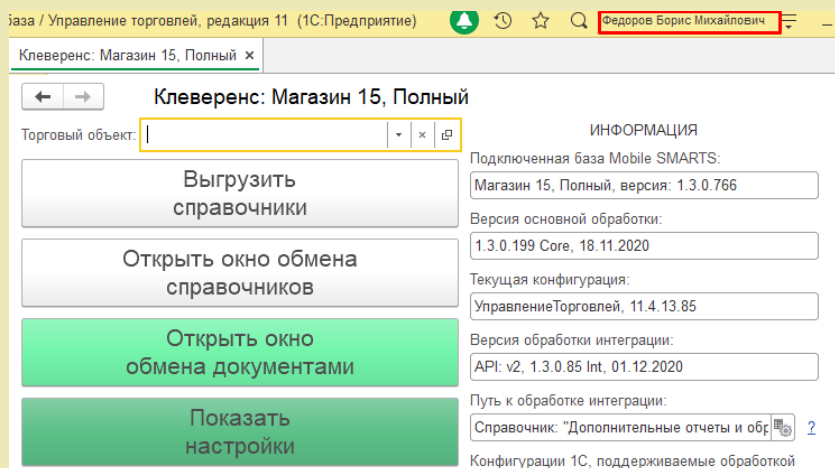 база / Управление торговлей, редакция 11 (1С:Предприятие)
Федоров Борис Михайлович
Клеверенс: Магазин 15, Полный ×
Клеверенс: Магазин 15, Полный
Торговый объект:
Выгрузить
справочники
Открыть окно обмена
справочников
Открыть окно
обмена документами
Показать
настройки
ИНФОРМАЦИЯ
Подключенная база Mobile SMARTS:
Магазин 15, Полный, версия: 1.3.0.766
Версия основной обработки:
1.3.0.199 Core, 18.11.2020
Текущая конфигурация:
УправлениеТорговлей, 11.4.13.85
Версия обработки интеграции:
API: v2, 1.3.0.85 Int, 01.12.2020
Путь к обработке интеграции:
Справочник: "Дополнительные отчеты и обр ?
Конфигурации 1С, поддерживаемые обработкой